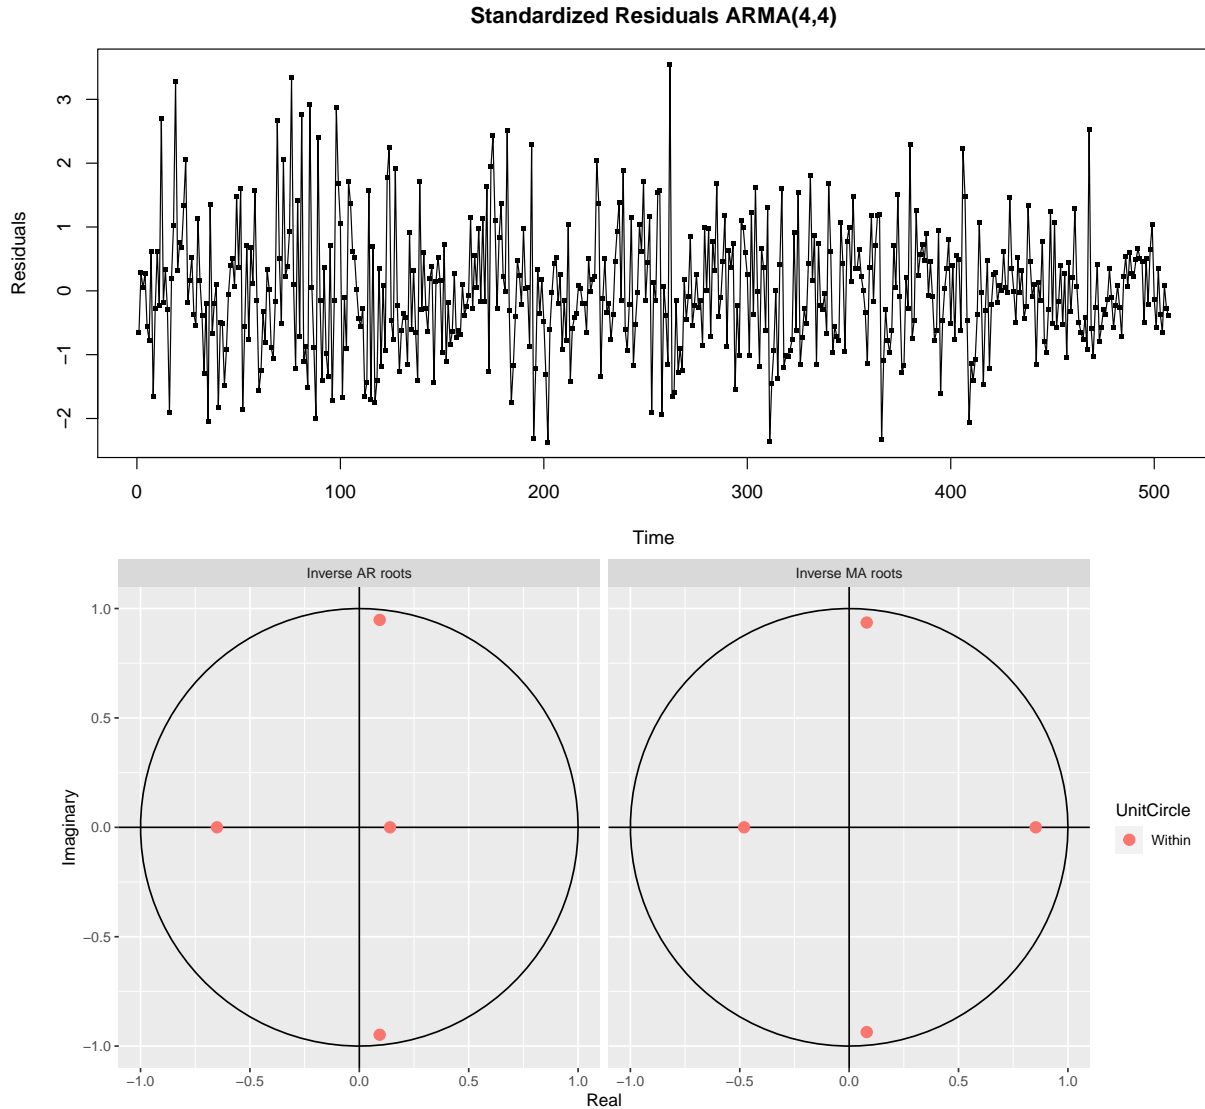 Standardized Residuals ARMA(4,4)
Residuals
3
2
1
0
−1
−2
0 100 200 300 400 500
Time
Inverse AR roots Inverse MA roots
Imaginary
1.0
0.5
0.0
−0.5
−1.0
−1.0 −0.5 0.0 0.5 1.0 −1.0 −0.5 0.0 0.5 1.0
Real
UnitCircle
Within